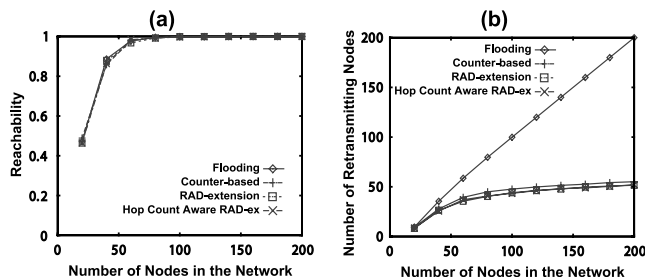 (a)
Reachability
1
0.8
0.6
0.4
0.2
0
Flooding
Counter-based
RAD-extension
Hop Count Aware RAD-ex
0 50 100 150 200
Number of Nodes in the Network
(b)
Number of Retransmitting Nodes
200
150
100
50
0
Flooding
Counter-based
RAD-extension
Hop Count Aware RAD-ex
0 50 100 150 200
Number of Nodes in the Network